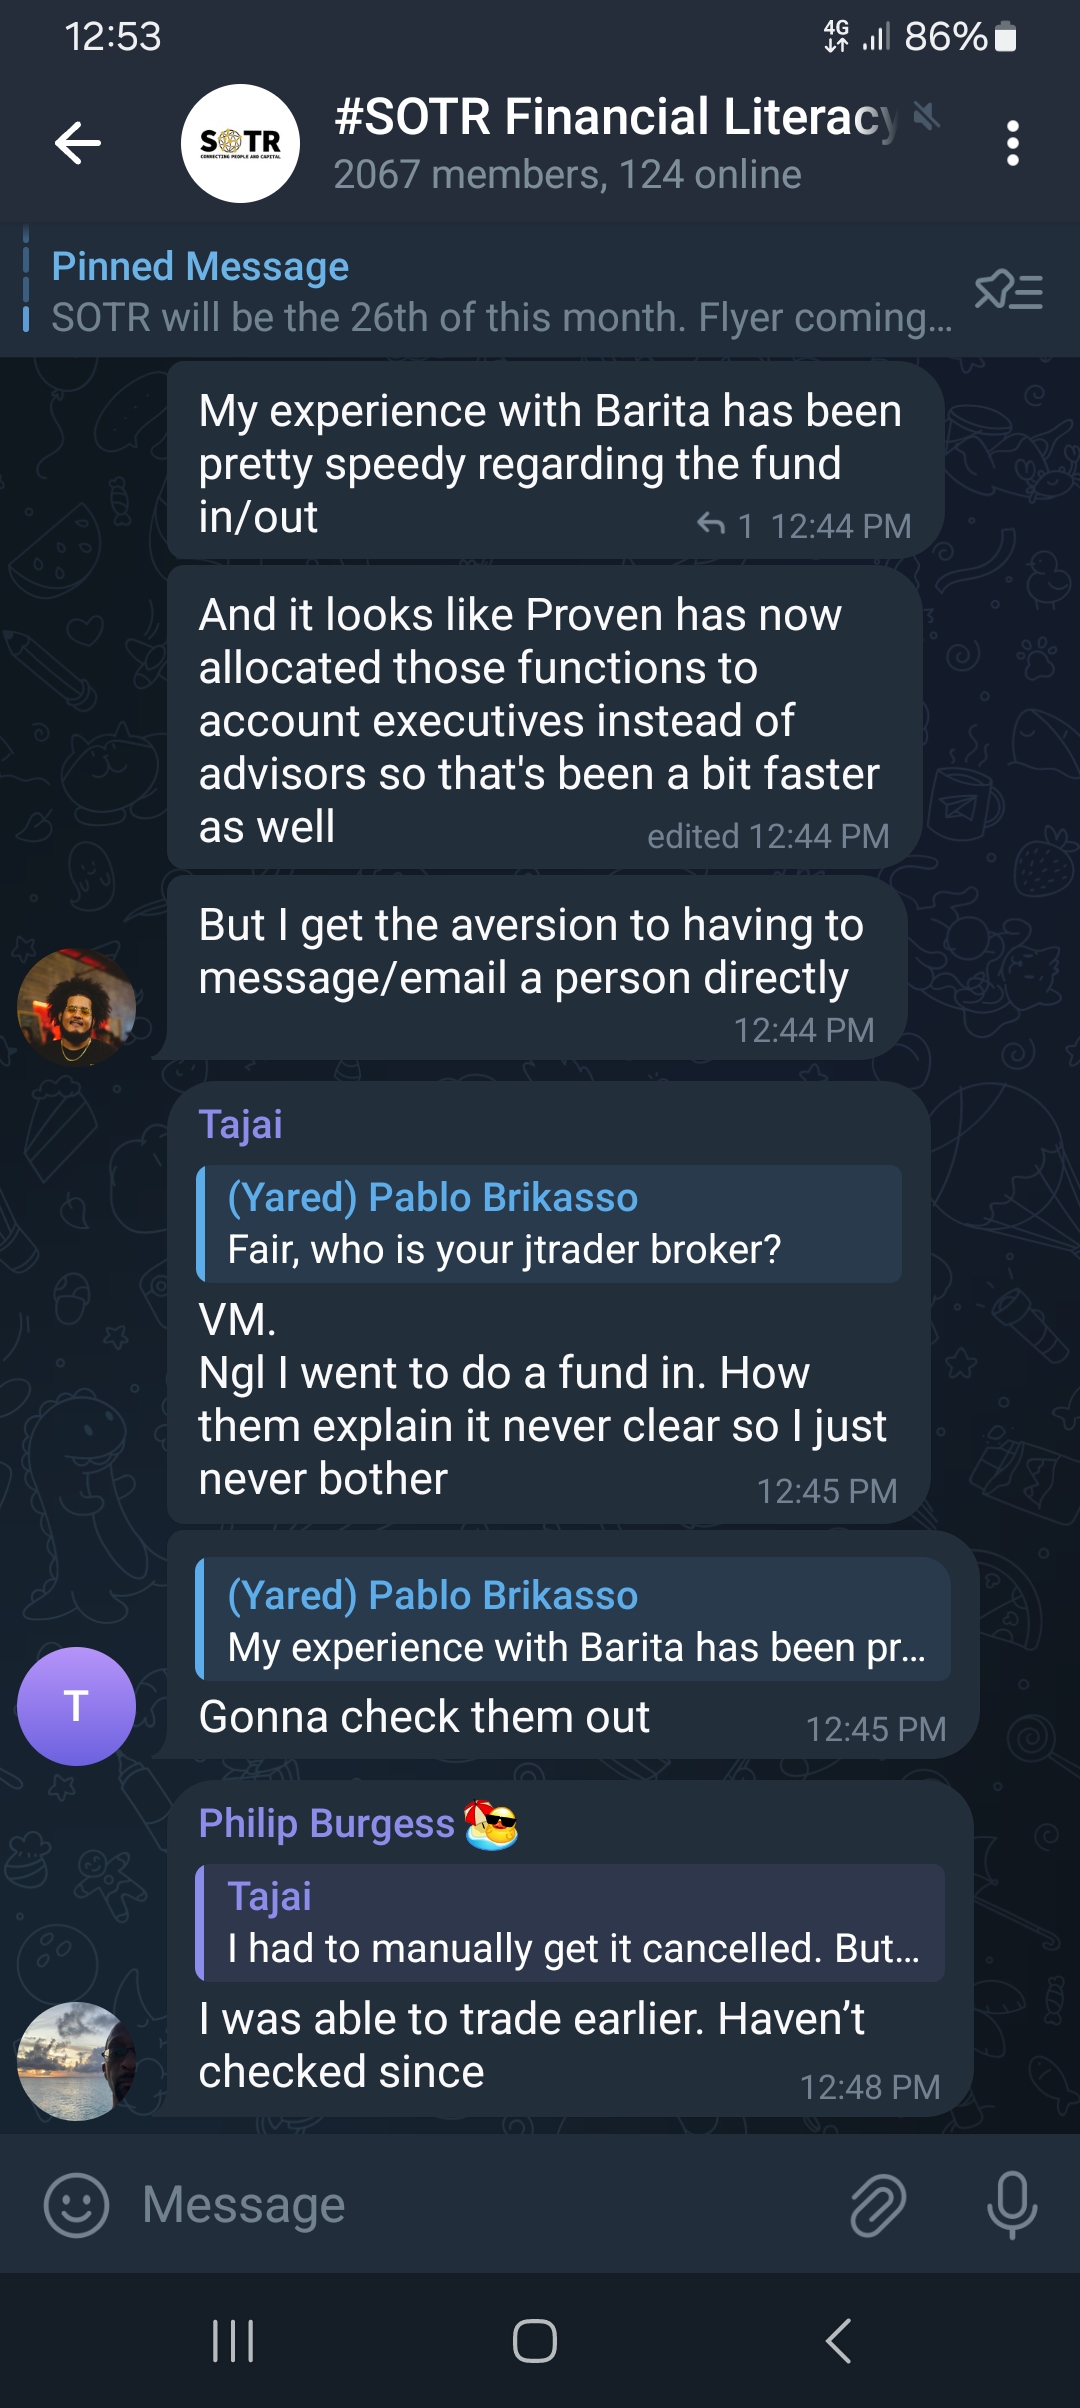 12:53
4G 86%
SOTR
CONNECTING PEOPLE AND CAPITAL
#SOTR Financial Literacy
2067 members, 124 online
Pinned Message
SOTR will be the 26th of this month. Flyer coming...
My experience with Barita has been
pretty speedy regarding the fund
in/out
1 12:44 PM
And it looks like Proven has now
allocated those functions to
account executives instead of
advisors so that's been a bit faster
as well
edited 12:44 PM
But I get the aversion to having to
message/email a person directly
12:44 PM
Tajai
(Yared) Pablo Brikasso
Fair, who is your jtrader broker?
VM.
Ngl I went to do a fund in. How
them explain it never clear so I just
never bother
12:45 PM
(Yared) Pablo Brikasso
My experience with Barita has been pr...
T
Gonna check them out
12:45 PM
Philip Burgess
Tajai
I had to manually get it cancelled. But...
I was able to trade earlier. Haven’t
checked since
12:48 PM
Message